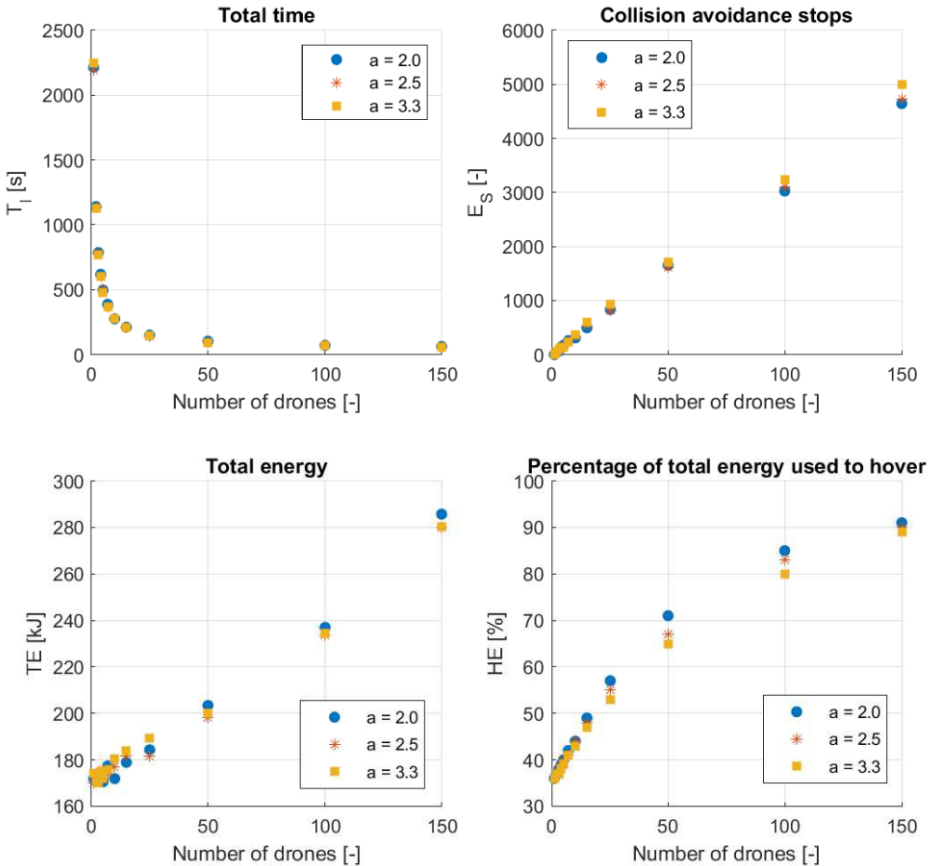 Total time
2500
2000
1500
1000
500
0
T_I [s]
0 50 100 150
Number of drones [-]
a = 2.0
a = 2.5
a = 3.3
Collision avoidance stops
6000
5000
4000
3000
2000
1000
0
E_S [-]
0 50 100 150
Number of drones [-]
a = 2.0
a = 2.5
a = 3.3
Total energy
300
280
260
240
220
200
180
160
TE [kJ]
0 50 100 150
Number of drones [-]
a = 2.0
a = 2.5
a = 3.3
Percentage of total energy used to hover
100
90
80
70
60
50
40
30
HE [%]
0 50 100 150
Number of drones [-]
a = 2.0
a = 2.5
a = 3.3